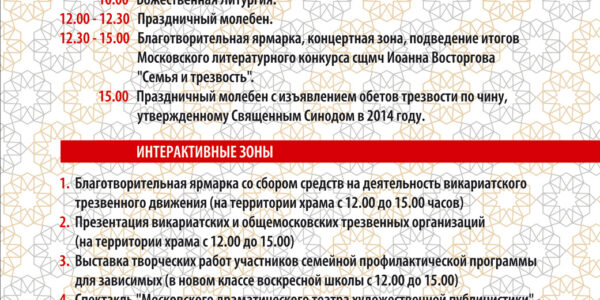 10.00 Божественная Литургия.
12.00 - 12.30 Праздничный молебен.
12.30 - 15.00 Благотворительная ярмарка, концертная зона, подведение итогов
Московского литературного конкурса сщмч Иоанна Восторгова
"Семья и трезвость".
15.00 Праздничный молебен с изъявлением обетов трезвости по чину,
утвержденному Священным Синодом в 2014 году.
ИНТЕРАКТИВНЫЕ ЗОНЫ
1. Благотворительная ярмарка со сбором средств на деятельность викариатского
трезвенного движения (на территории храма с 12.00 до 15.00 часов)
2. Презентация викариатских и общемосковских трезвенных организаций
(на территории храма с 12.00 до 15.00)
3. Выставка творческих работ участников семейной профилактической программы
для зависимых (в новом классе воскресной школы с 12.00 до 15.00)
4. Спектакль "Московского драматического театра художественной публицистики"